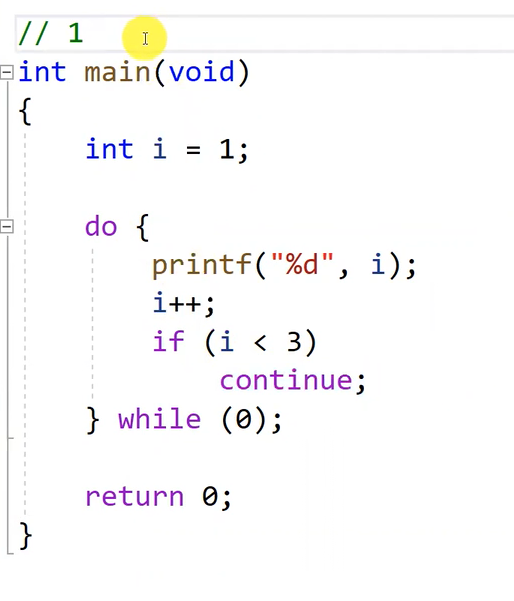 // 1
int main(void)
{
int i = 1;
do {
printf("%d", i);
i++;
if (i < 3)
continue;
} while (0);
return 0;
}